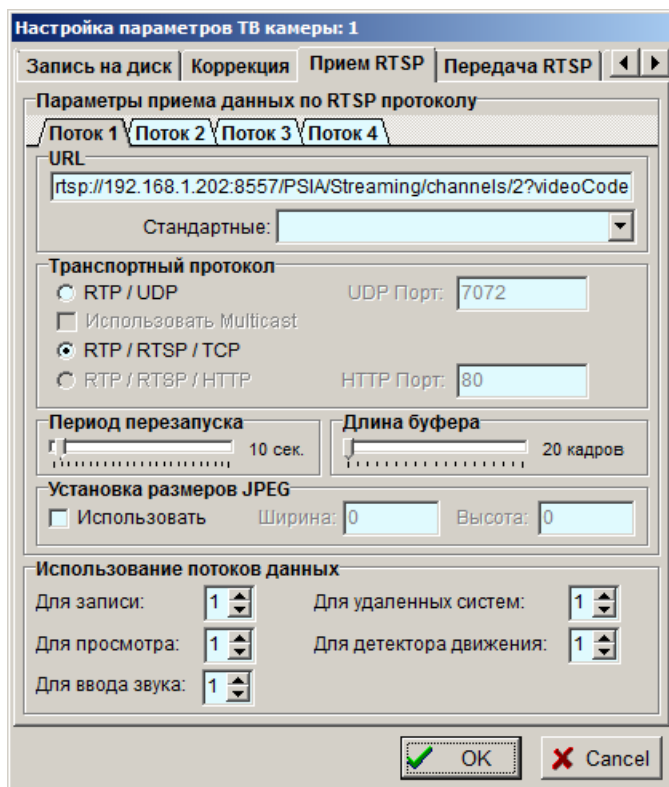 Настройка параметров ТВ камеры: 1
Запись на диск Коррекция Прием RTSP Передача RTSP
Параметры приема данных по RTSP протоколу
Поток 1 Поток 2 Поток 3 Поток 4
URL
rtsp://192.168.1.202:8557/PSIA/Streaming/channels/2?videoCode
Стандартные:
Транспортный протокол
RTP / UDP UDP Порт: 7072
Использовать Multicast
RTP / RTSP / TCP
RTP / RTSP / HTTP HTTP Порт: 80
Период перезапуска Длина буфера
10 сек. 20 кадров
Установка размеров JPEG
Использовать Ширина: 0 Высота: 0
Использование потоков данных
Для записи: 1 Для удаленных систем: 1
Для просмотра: 1 Для детектора движения: 1
Для ввода звука: 1
OK Cancel